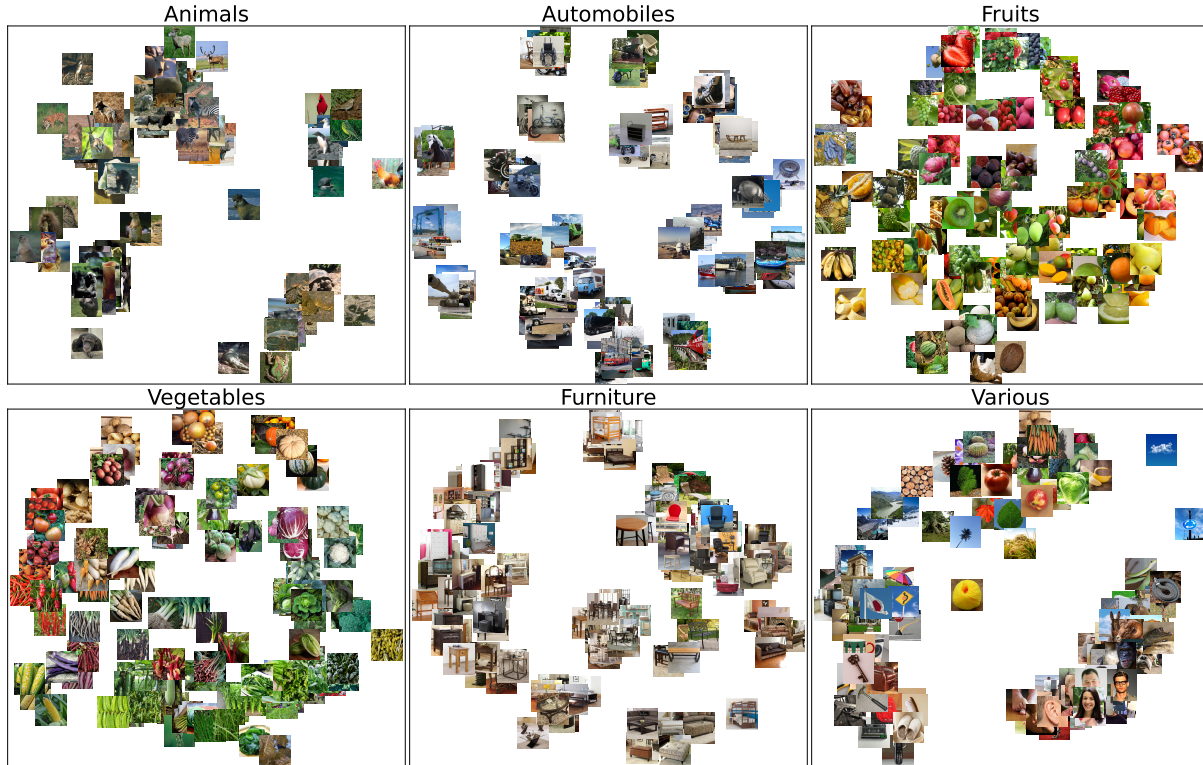 Animals
Automobiles
Fruits
Vegetables
Furniture
Various